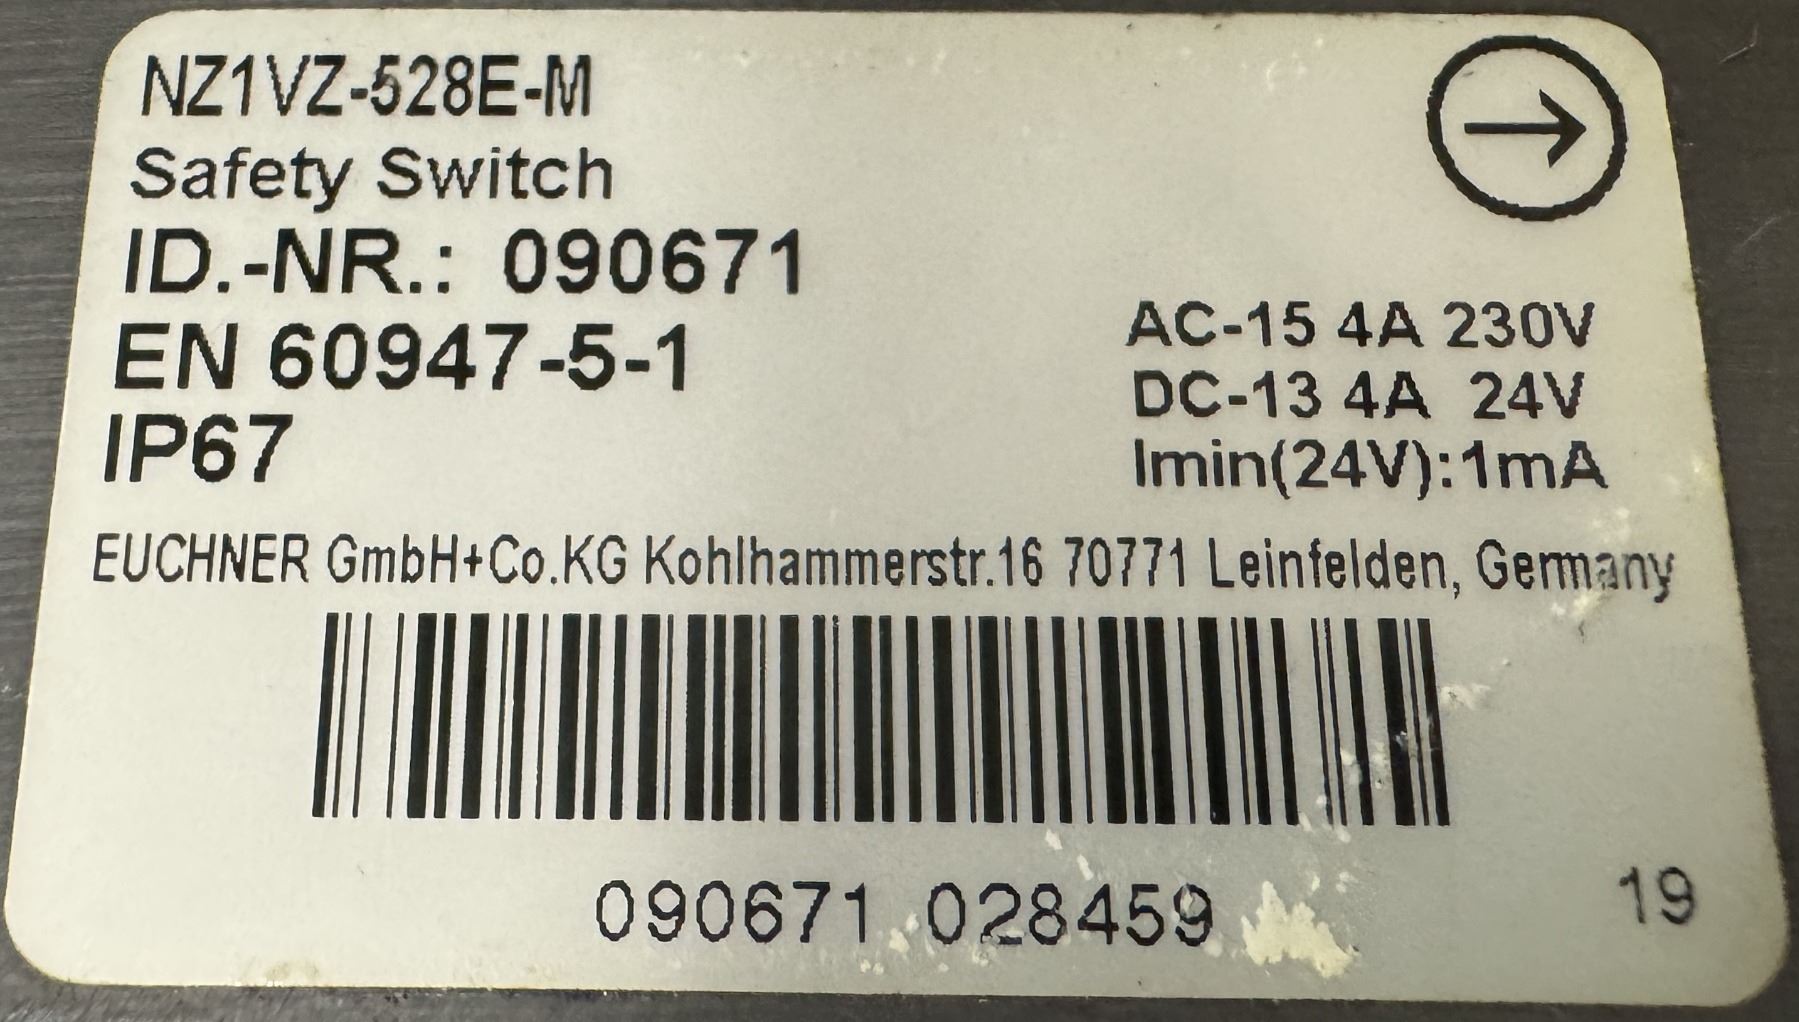 NZ1VZ-528E-M
Safety Switch
ID.-NR.: 090671
EN 60947-5-1
IP67
AC-15 4A 230V
DC-13 4A 24V
Imin(24V):1mA
EUCHNER GmbH+Co.KG Kohlhammerstr.16 70771 Leinfelden, Germany
090671 028459
19